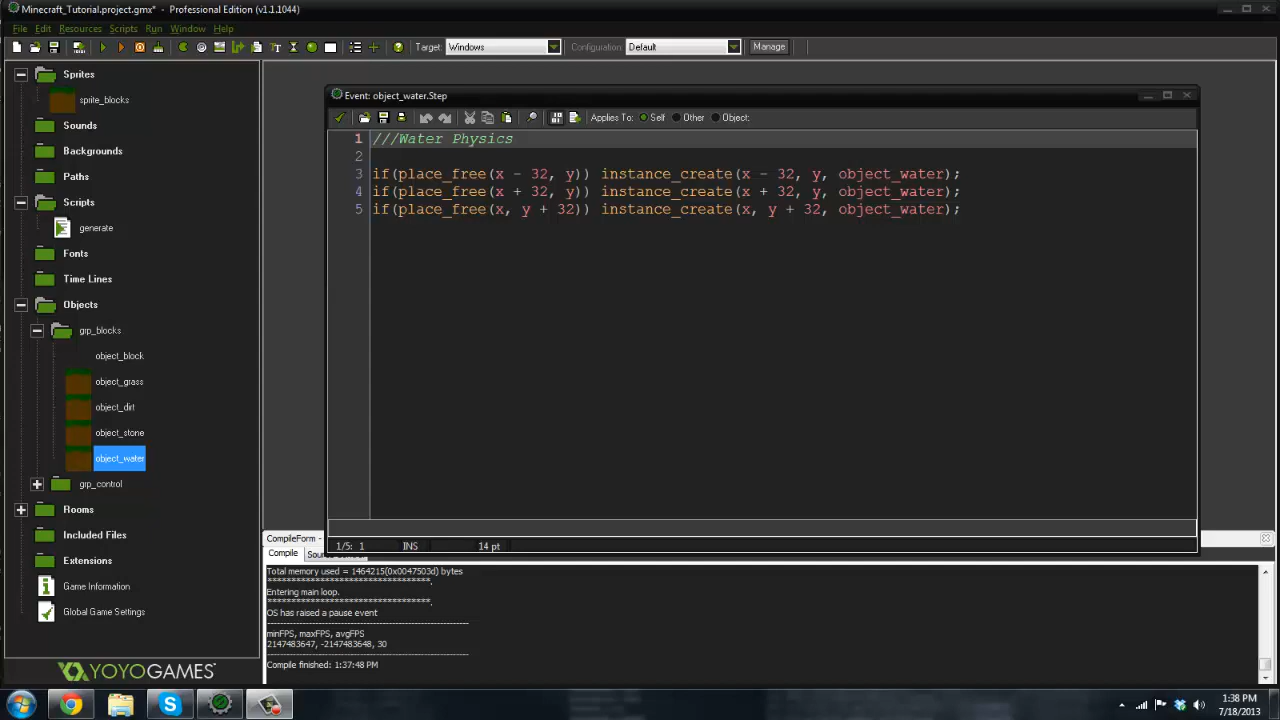 Minecraft_Tutorial.project.gmx* - Professional Edition (v1.1.1044)
File Edit Resources Scripts Run Window Help
Target: Windows Configuration: Default Manage
Sprites
sprite_blocks
Sounds
Backgrounds
Paths
Scripts
generate
Fonts
Time Lines
Objects
grp_blocks
object_block
object_grass
object_dirt
object_stone
object_water
grp_control
Rooms
Included Files
Extensions
Game Information
Global Game Settings
YOYOGAMES
Event: object_water.Step
Applies To: Self Other Object:
1 ///Water Physics
2
3 if(place_free(x - 32, y)) instance_create(x - 32, y, object_water);
4 if(place_free(x + 32, y)) instance_create(x + 32, y, object_water);
5 if(place_free(x, y + 32)) instance_create(x, y + 32, object_water);
1/5: 1 INS 14 pt
CompileForm -
Compile
Total memory used = 1464215(0x0047503d) bytes
**********************************.
Entering main loop.
**********************************.
OS has raised a pause event
minFPS, maxFPS, avgFPS
2147483647, -2147483648, 30
Compile finished: 1:37:48 PM
1:38 PM
7/18/2013